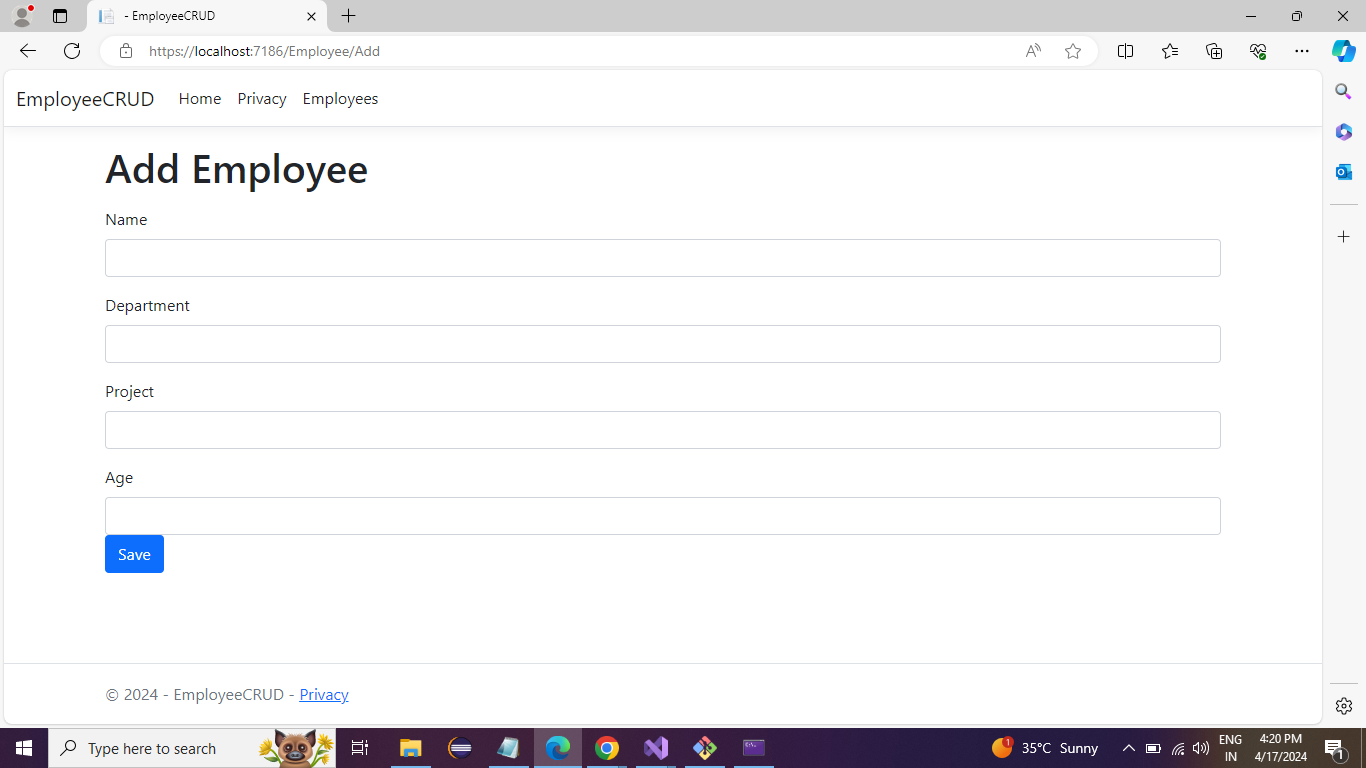 - EmployeeCRUD
https://localhost:7186/Employee/Add
EmployeeCRUD Home Privacy Employees
Add Employee
Name
Department
Project
Age
Save
© 2024 - EmployeeCRUD - Privacy
Type here to search
35°C Sunny
ENG
IN
4:20 PM
4/17/2024
1